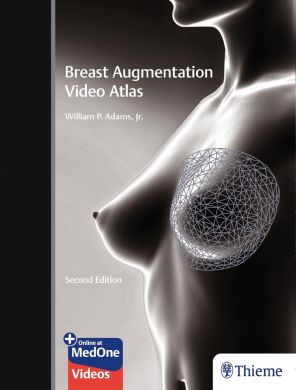 Breast Augmentation
Video Atlas
William P. Adams, Jr.
Second Edition
+ Online at
MedOne
Videos
Thieme